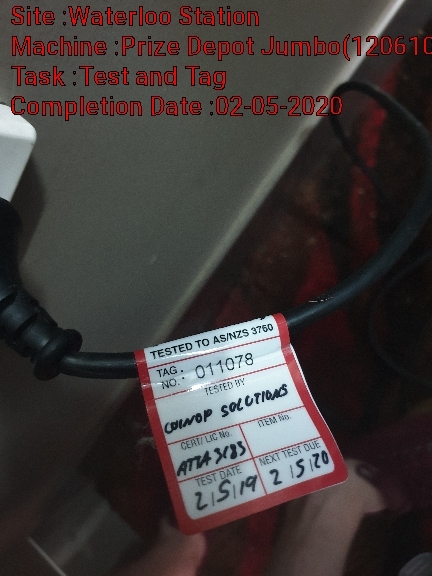 Site :Waterloo Station
Machine :Prize Depot Jumbo(120610
Task :Test and Tag
Completion Date :02-05-2020
TESTED TO AS/NZS 3760
TAG NO.: 011078
TESTED BY
COINOP SOLUTIONS
CERT/ LIC No. ITEM No.
ATTA3185
TEST DATE NEXT TEST DUE
2/5/19 2/5/20